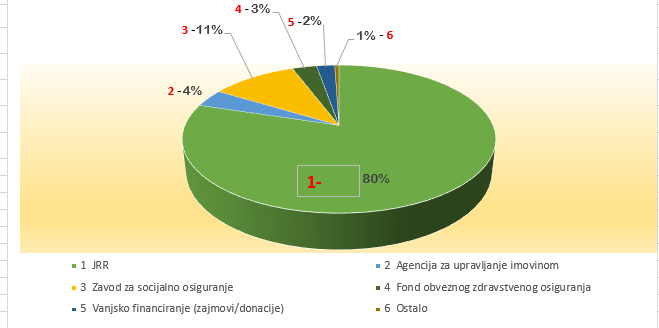 4 - 3%
5 -2%
3 -11%
1% - 6
2 -4%
1- 80%
1 JRR
2 Agencija za upravljanje imovinom
3 Zavod za socijalno osiguranje
4 Fond obveznog zdravstvenog osiguranja
5 Vanjsko financiranje (zajmovi/donacije)
6 Ostalo